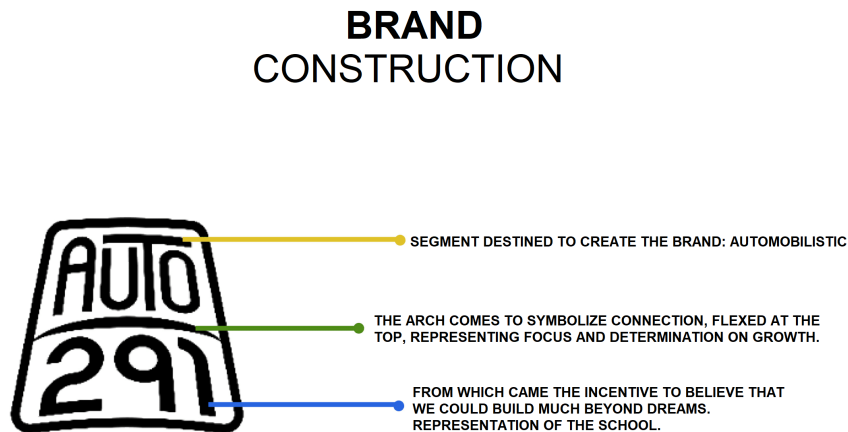 BRAND
CONSTRUCTION
AUTO
291
SEGMENT DESTINED TO CREATE THE BRAND: AUTOMOBILISTIC
THE ARCH COMES TO SYMBOLIZE CONNECTION, FLEXED AT THE
TOP, REPRESENTING FOCUS AND DETERMINATION ON GROWTH.
FROM WHICH CAME THE INCENTIVE TO BELIEVE THAT
WE COULD BUILD MUCH BEYOND DREAMS.
REPRESENTATION OF THE SCHOOL.